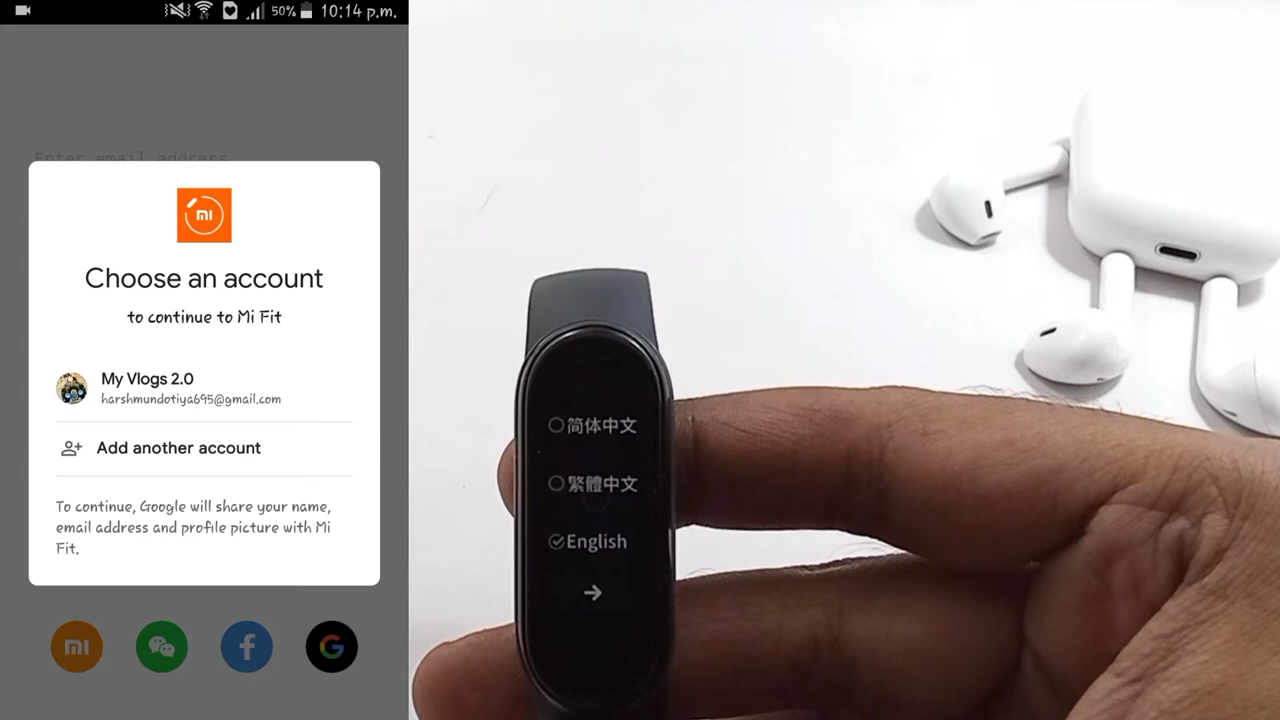 50% 10:14 p.m.
Enter email address
mi
Choose an account
to continue to Mi Fit
My Vlogs 2.0
harshmundotiya695@gmail.com
Add another account
To continue, Google will share your name,
email address and profile picture with Mi
Fit.
mi
f
G
简体中文
繁體中文
English